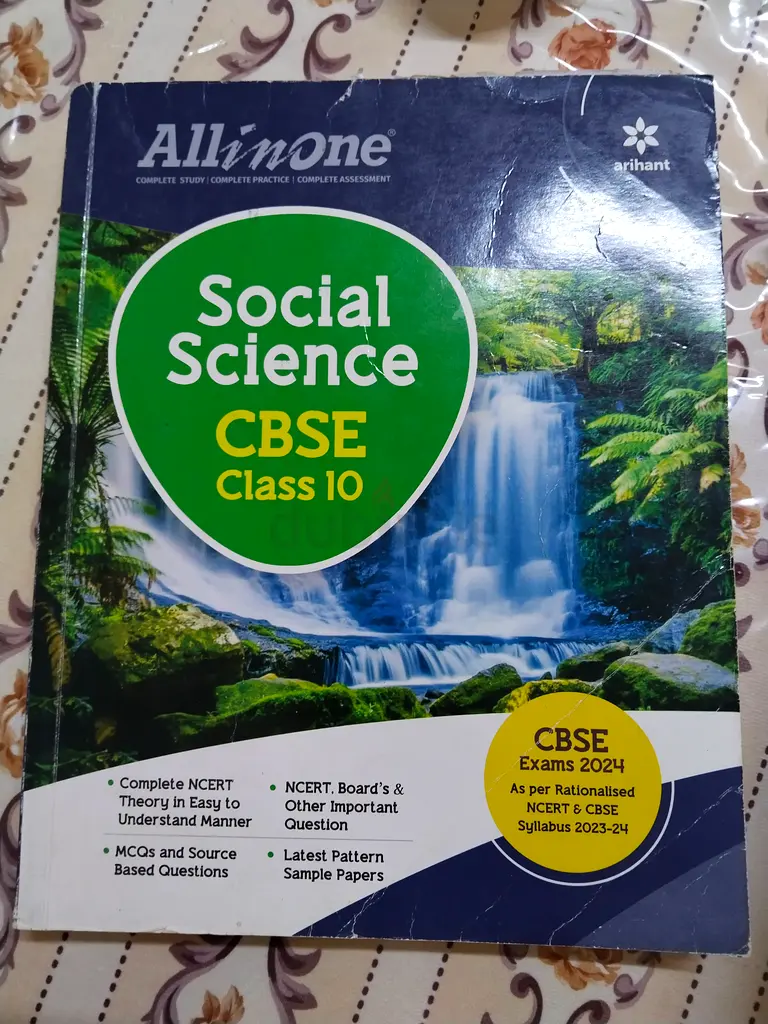 All in One®
COMPLETE STUDY | COMPLETE PRACTICE | COMPLETE ASSESSMENT
arihant
Social
Science
CBSE
Class 10
dubizzle
• Complete NCERT
Theory in Easy to
Understand Manner
• NCERT, Board's &
Other Important
Question
• MCQs and Source
Based Questions
• Latest Pattern
Sample Papers
CBSE
Exams 2024
As per Rationalised
NCERT & CBSE
Syllabus 2023-24